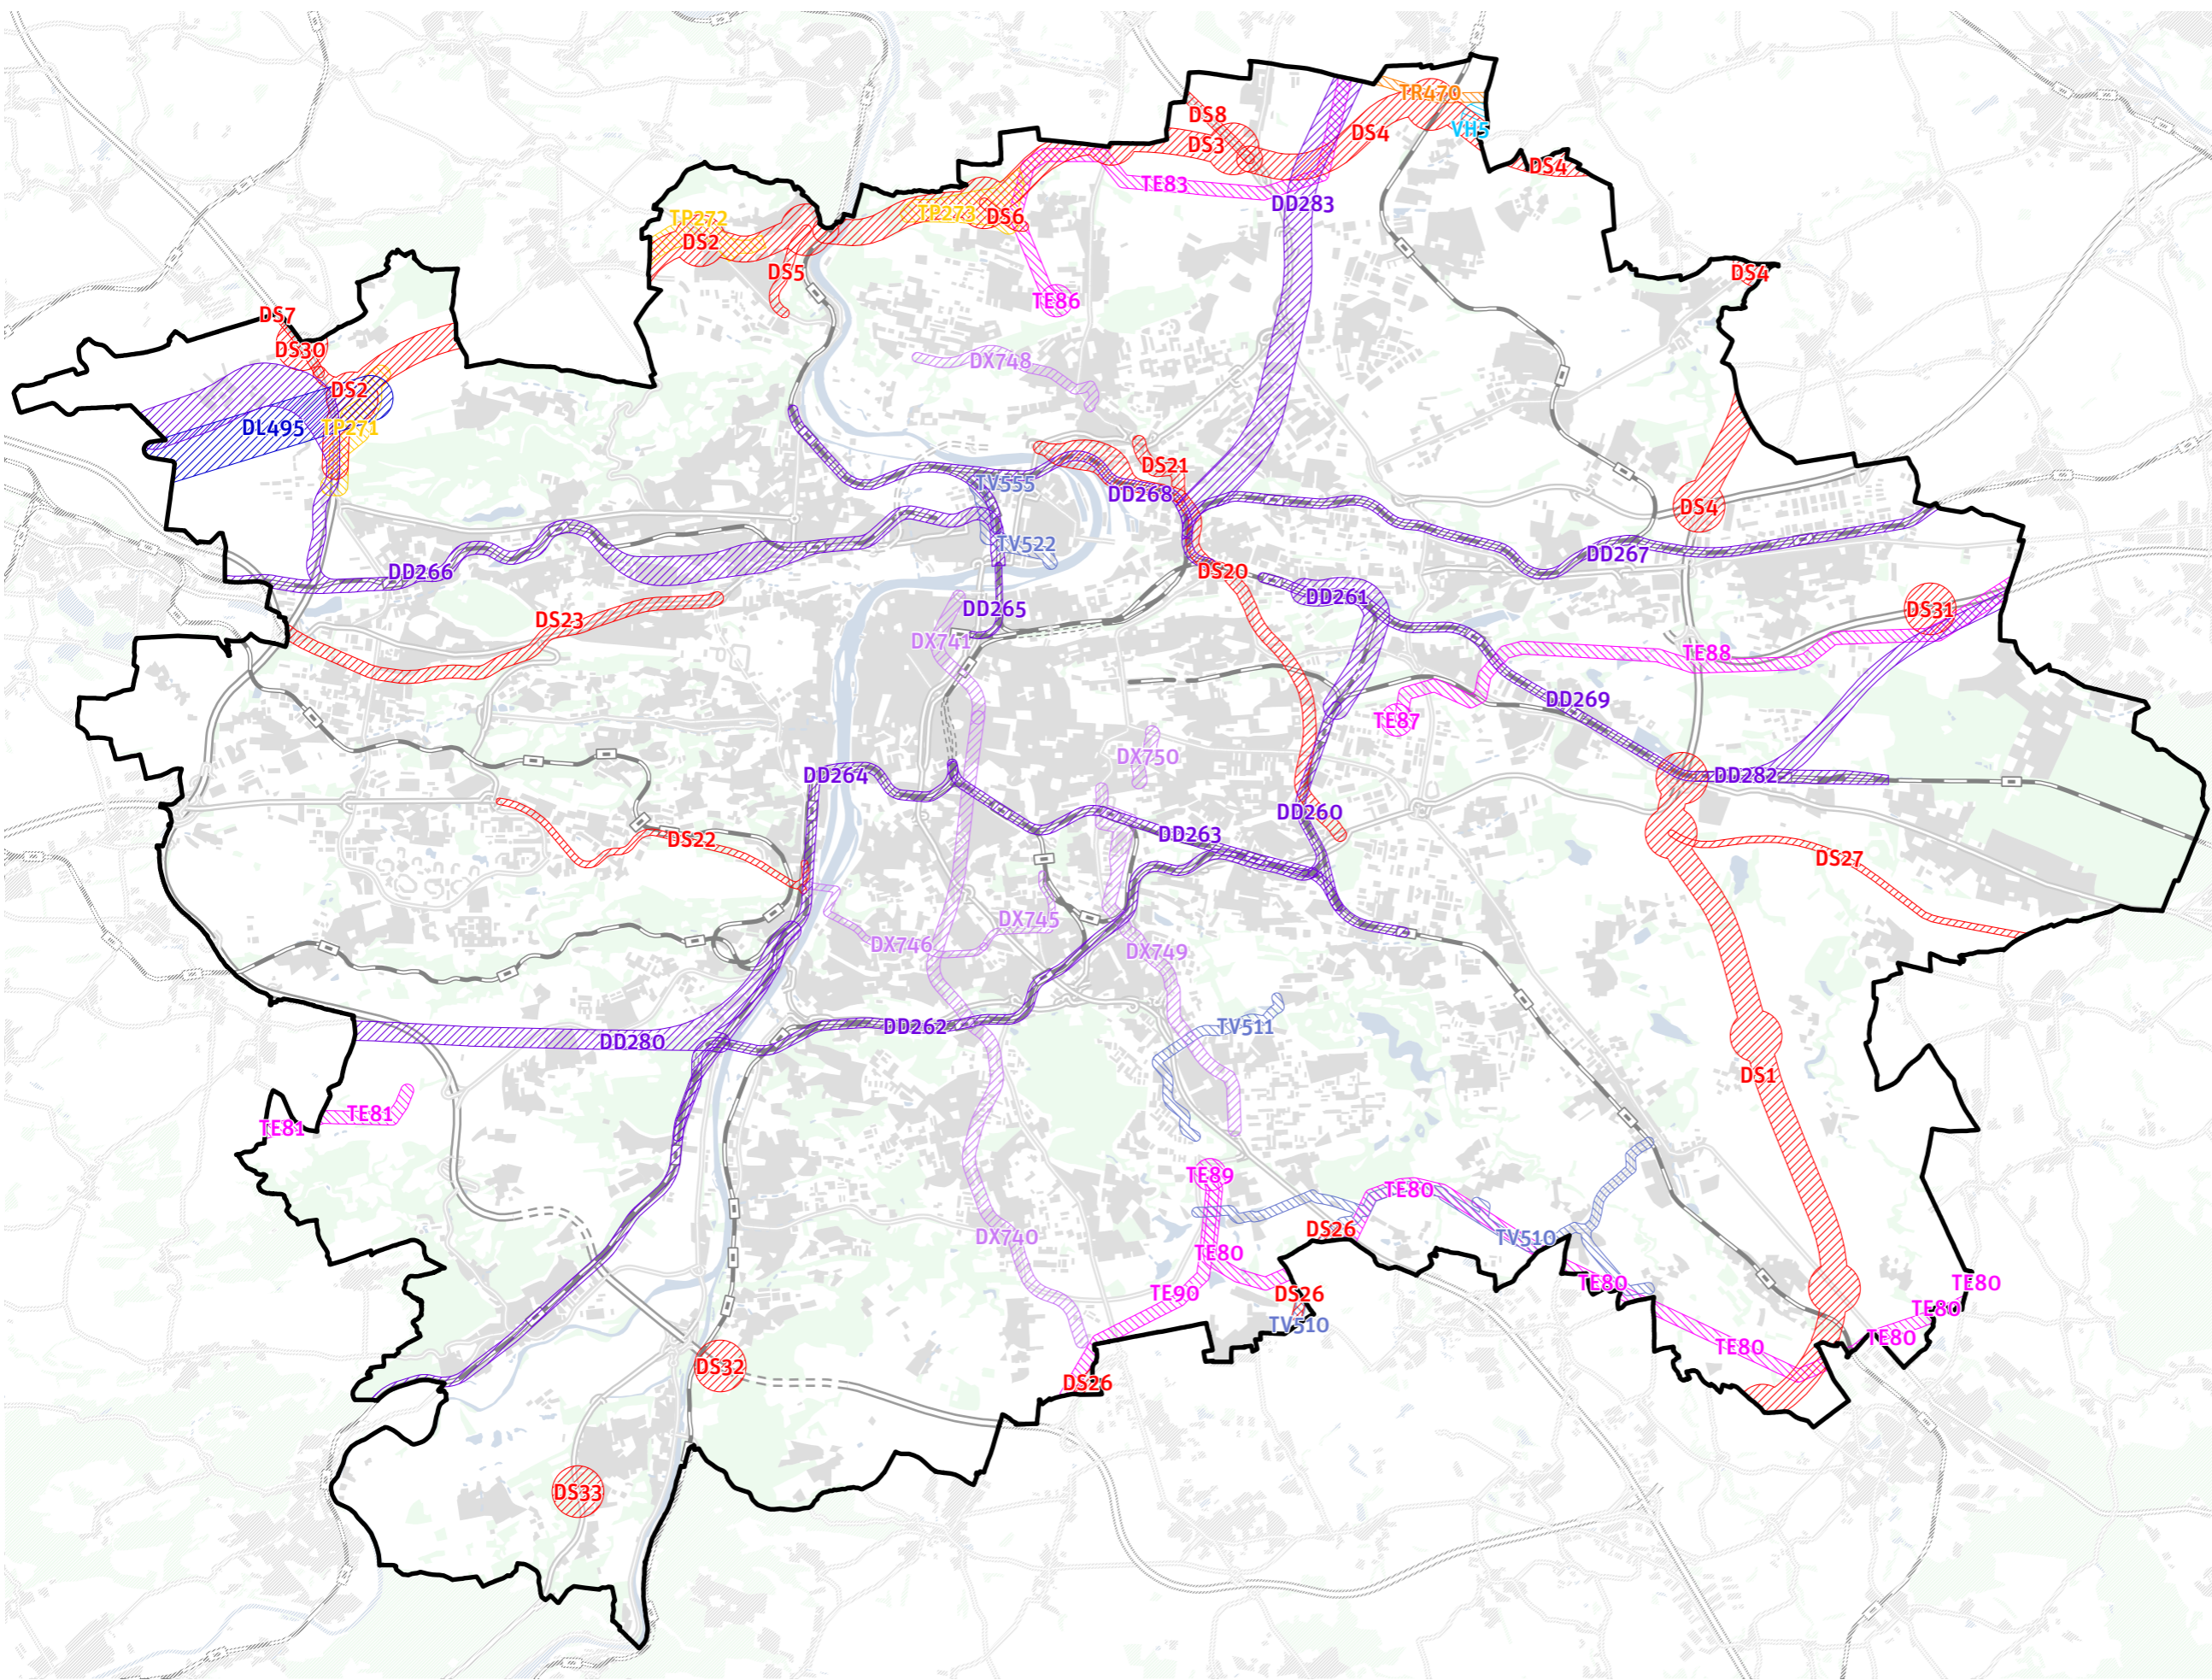 TR470
DS8
VH5
DS3
DS4
DS4
TE83
DD283
TP272
TP273
DS6
DS2
DS5
DS4
TE86
DS7
DS30
DX748
DS2
DL495
TP271
DS21
TV555
DD268
DS4
TV522
DD267
DD266
DS20
DD261
DD265
DS31
DS23
DX741
TE88
DD269
TE87
DX750
DD264
DD282
DD260
DD263
DS22
DS27
DX745
DX746
DX749
TV511
DD262
DD280
DS1
TE81
TE81
TE89
TE80
DS26
DX740
TV510
TE80
TE80
TE80
TE90
DS26
TE80
TV510
TE80
TE80
DS32
DS26
DS33